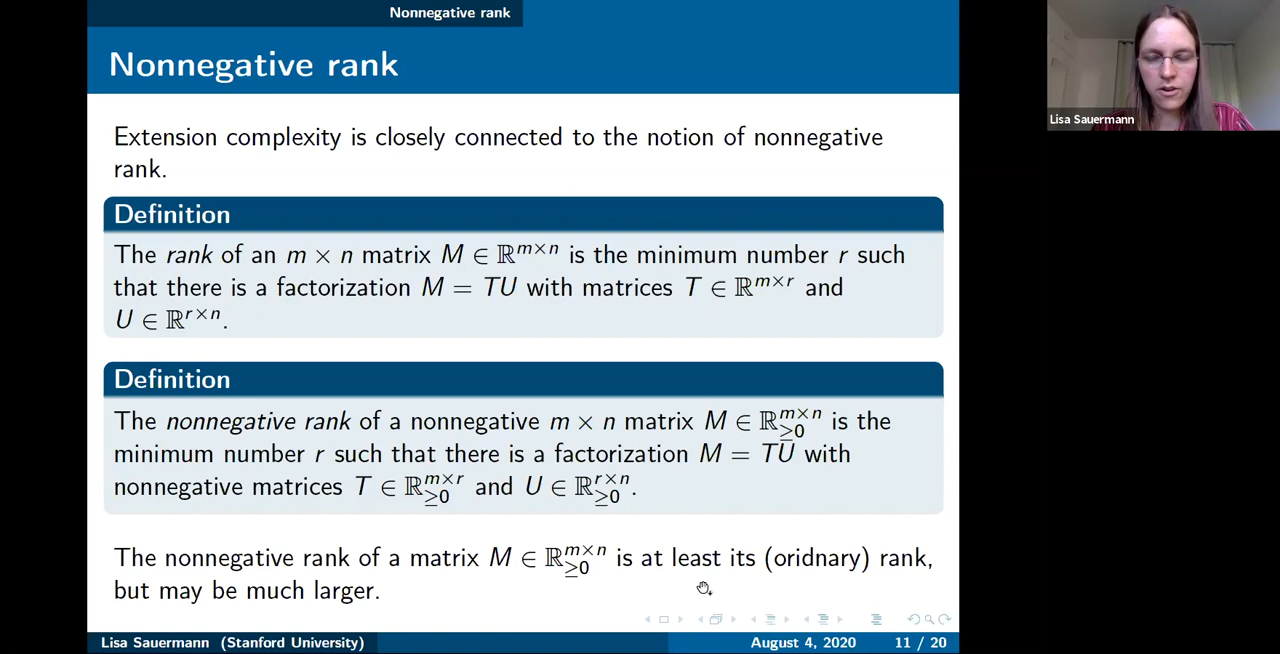 Nonnegative rank
Nonnegative rank
Extension complexity is closely connected to the notion of nonnegative
rank.
Definition
The rank of an m × n matrix M ∈ ℝ^{m×n} is the minimum number r such
that there is a factorization M = TU with matrices T ∈ ℝ^{m×r} and
U ∈ ℝ^{r×n}.
Definition
The nonnegative rank of a nonnegative m × n matrix M ∈ ℝ_{≥0}^{m×n} is the
minimum number r such that there is a factorization M = TU with
nonnegative matrices T ∈ ℝ_{≥0}^{m×r} and U ∈ ℝ_{≥0}^{r×n}.
The nonnegative rank of a matrix M ∈ ℝ_{≥0}^{m×n} is at least its (oridnary) rank,
but may be much larger.
Lisa Sauermann (Stanford University)
August 4, 2020
11 / 20
Lisa Sauermann